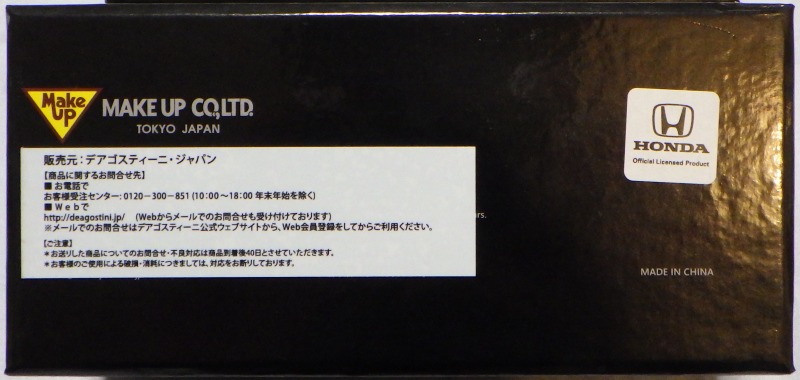 Make
UP
MAKE UP CO.,LTD.
TOKYO JAPAN
HONDA
Official Licensed Product
販売元：デアゴスティーニ・ジャパン
【商品に関するお問合せ先】
■ お電話で
お客様受注センター：0120－300－851 (10：00～18：00 年末年始を除く)
■ Ｗｅｂで
http://deagostini.jp/ (Webからメールでのお問合せも受け付けております)
※メールでのお問合せはデアゴスティーニ公式ウェブサイトから、Web会員登録をしてからご利用ください。
【ご注意】
＊お送りした商品についてのお問合せ・不良対応は商品到着後40日とさせていただきます。
＊お客様のご使用による破損・消耗につきましては、対応をお断りしております。
MADE IN CHINA